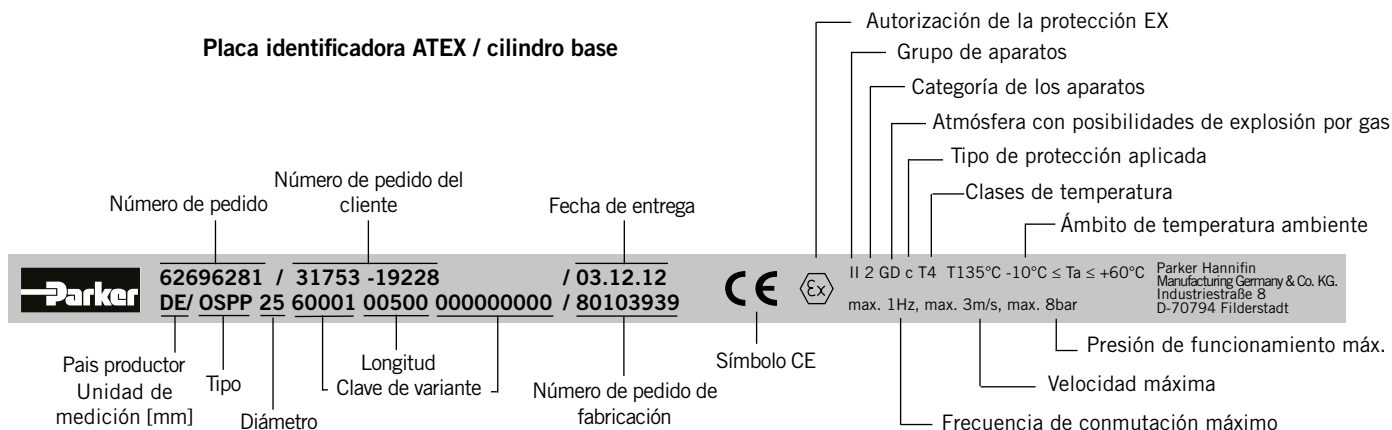 Placa identificadora ATEX / cilindro base
Autorización de la protección EX
Grupo de aparatos
Categoría de los aparatos
Atmósfera con posibilidades de explosión por gas
Tipo de protección aplicada
Clases de temperatura
Ámbito de temperatura ambiente
Número de pedido
Número de pedido del
cliente
Fecha de entrega
Parker
62696281 / 31753 -19228 / 03.12.12
DE/ OSPP 25 60001 00500 000000000 / 80103939
CE
Ex
II 2 GD c T4 T135°C -10°C ≤ Ta ≤ +60°C
max. 1Hz, max. 3m/s, max. 8bar
Parker Hannifin
Manufacturing Germany & Co. KG.
Industriestraße 8
D-70794 Filderstadt
Pais productor
Unidad de
medición [mm]
Tipo
Diámetro
Longitud
Clave de variante
Número de pedido de
fabricación
Símbolo CE
Presión de funcionamiento máx.
Velocidad máxima
Frecuencia de conmutación máximo